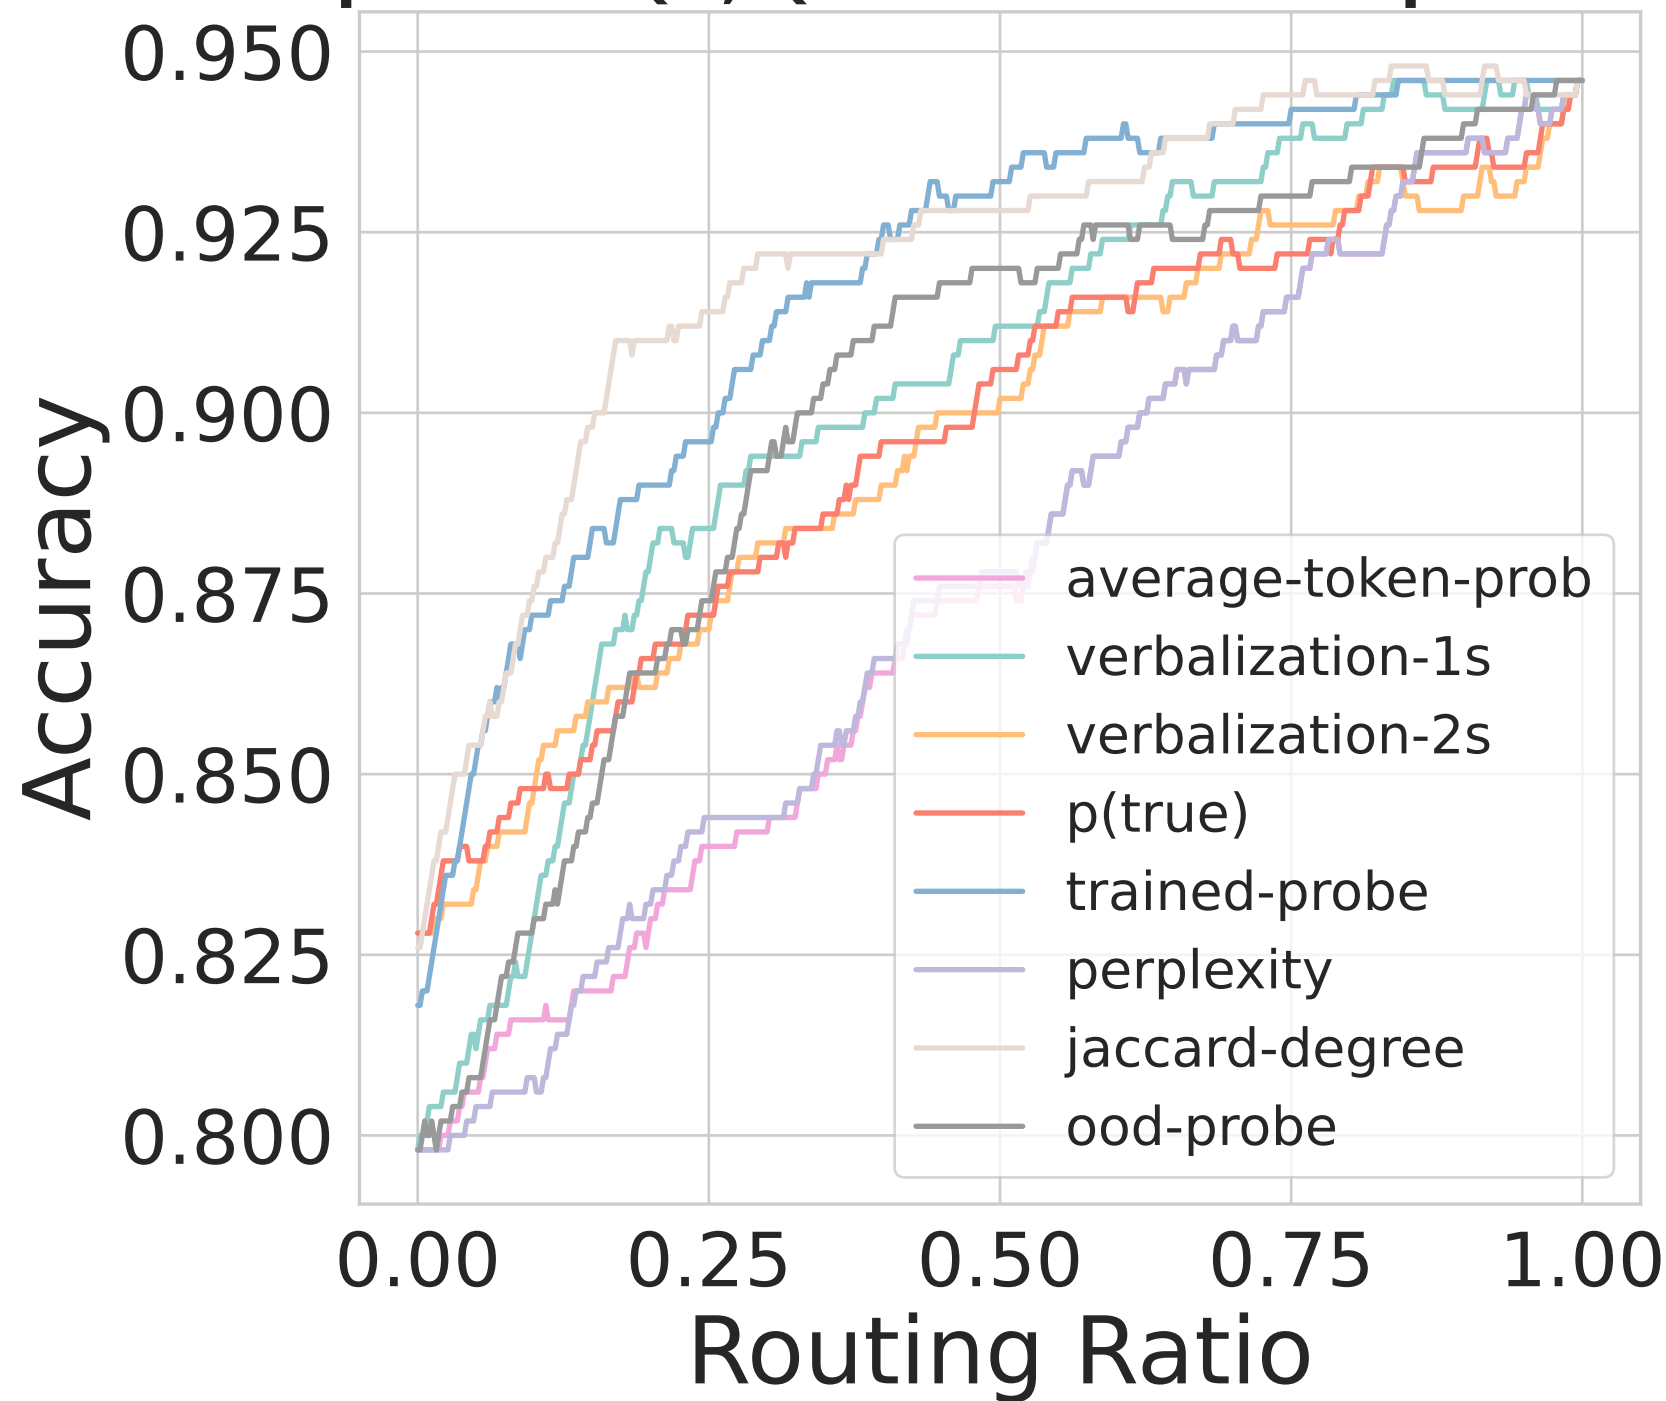 0.950
0.925
0.900
0.875
0.850
0.825
0.800
Accuracy
average-token-prob
verbalization-1s
verbalization-2s
p(true)
trained-probe
perplexity
jaccard-degree
ood-probe
0.00 0.25 0.50 0.75 1.00
Routing Ratio